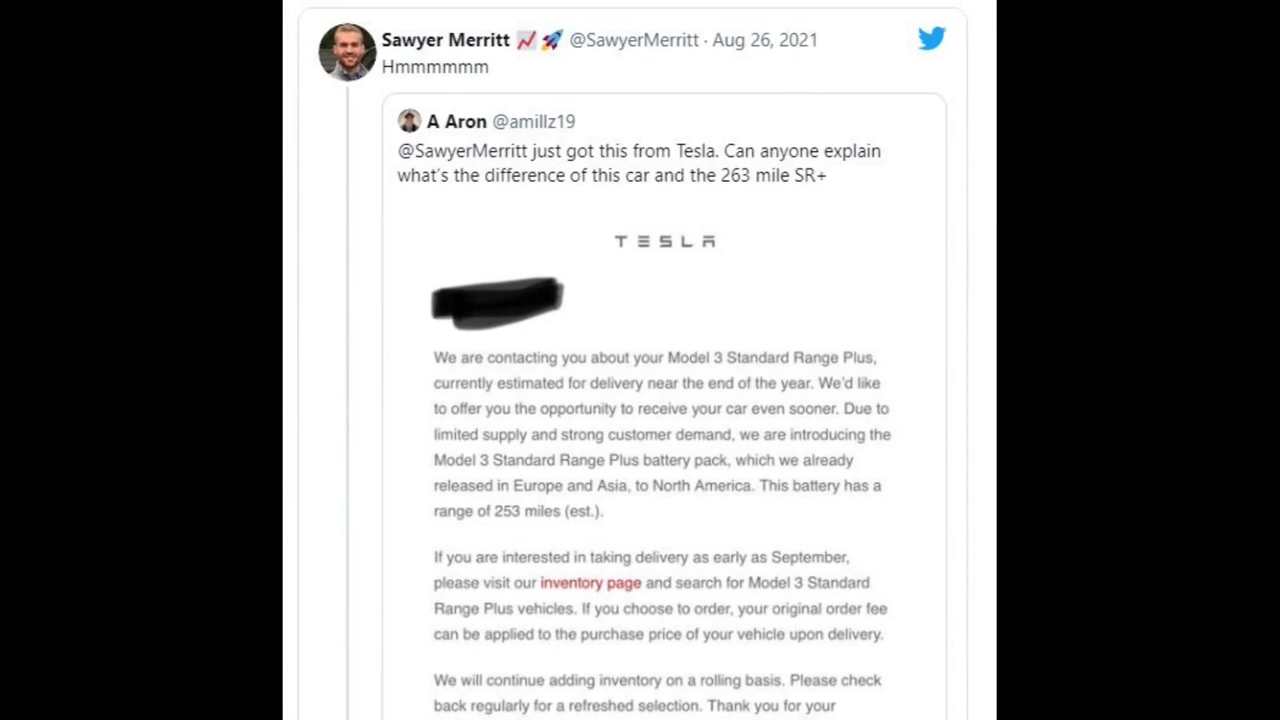 Sawyer Merritt 📈 🚀 @SawyerMerritt · Aug 26, 2021
Hmmmmmm
A Aron @amillz19
@SawyerMerritt just got this from Tesla. Can anyone explain
what's the difference of this car and the 263 mile SR+
TESLA
We are contacting you about your Model 3 Standard Range Plus,
currently estimated for delivery near the end of the year. We'd like
to offer you the opportunity to receive your car even sooner. Due to
limited supply and strong customer demand, we are introducing the
Model 3 Standard Range Plus battery pack, which we already
released in Europe and Asia, to North America. This battery has a
range of 253 miles (est.).
If you are interested in taking delivery as early as September,
please visit our inventory page and search for Model 3 Standard
Range Plus vehicles. If you choose to order, your original order fee
can be applied to the purchase price of your vehicle upon delivery.
We will continue adding inventory on a rolling basis. Please check
back regularly for a refreshed selection. Thank you for your